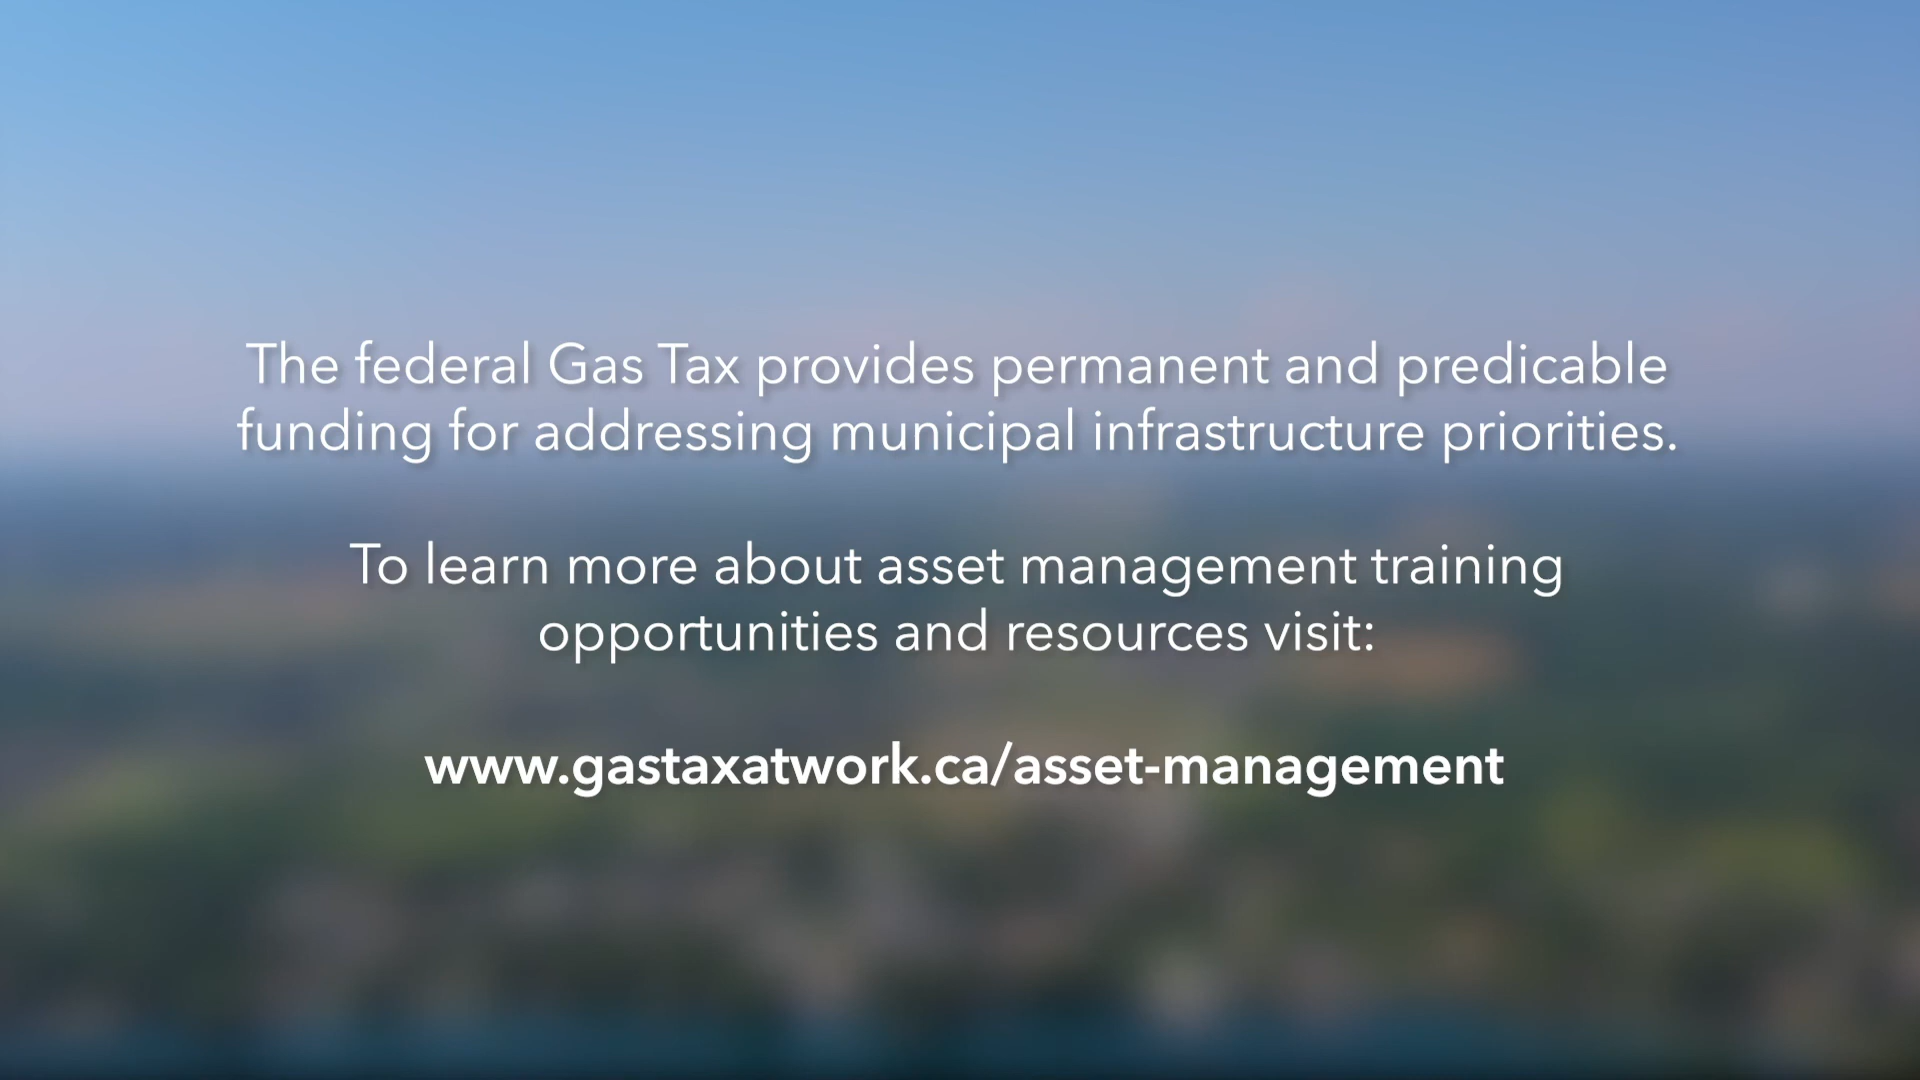 The federal Gas Tax provides permanent and predicable
funding for addressing municipal infrastructure priorities.
To learn more about asset management training
opportunities and resources visit:
www.gastaxatwork.ca/asset-management